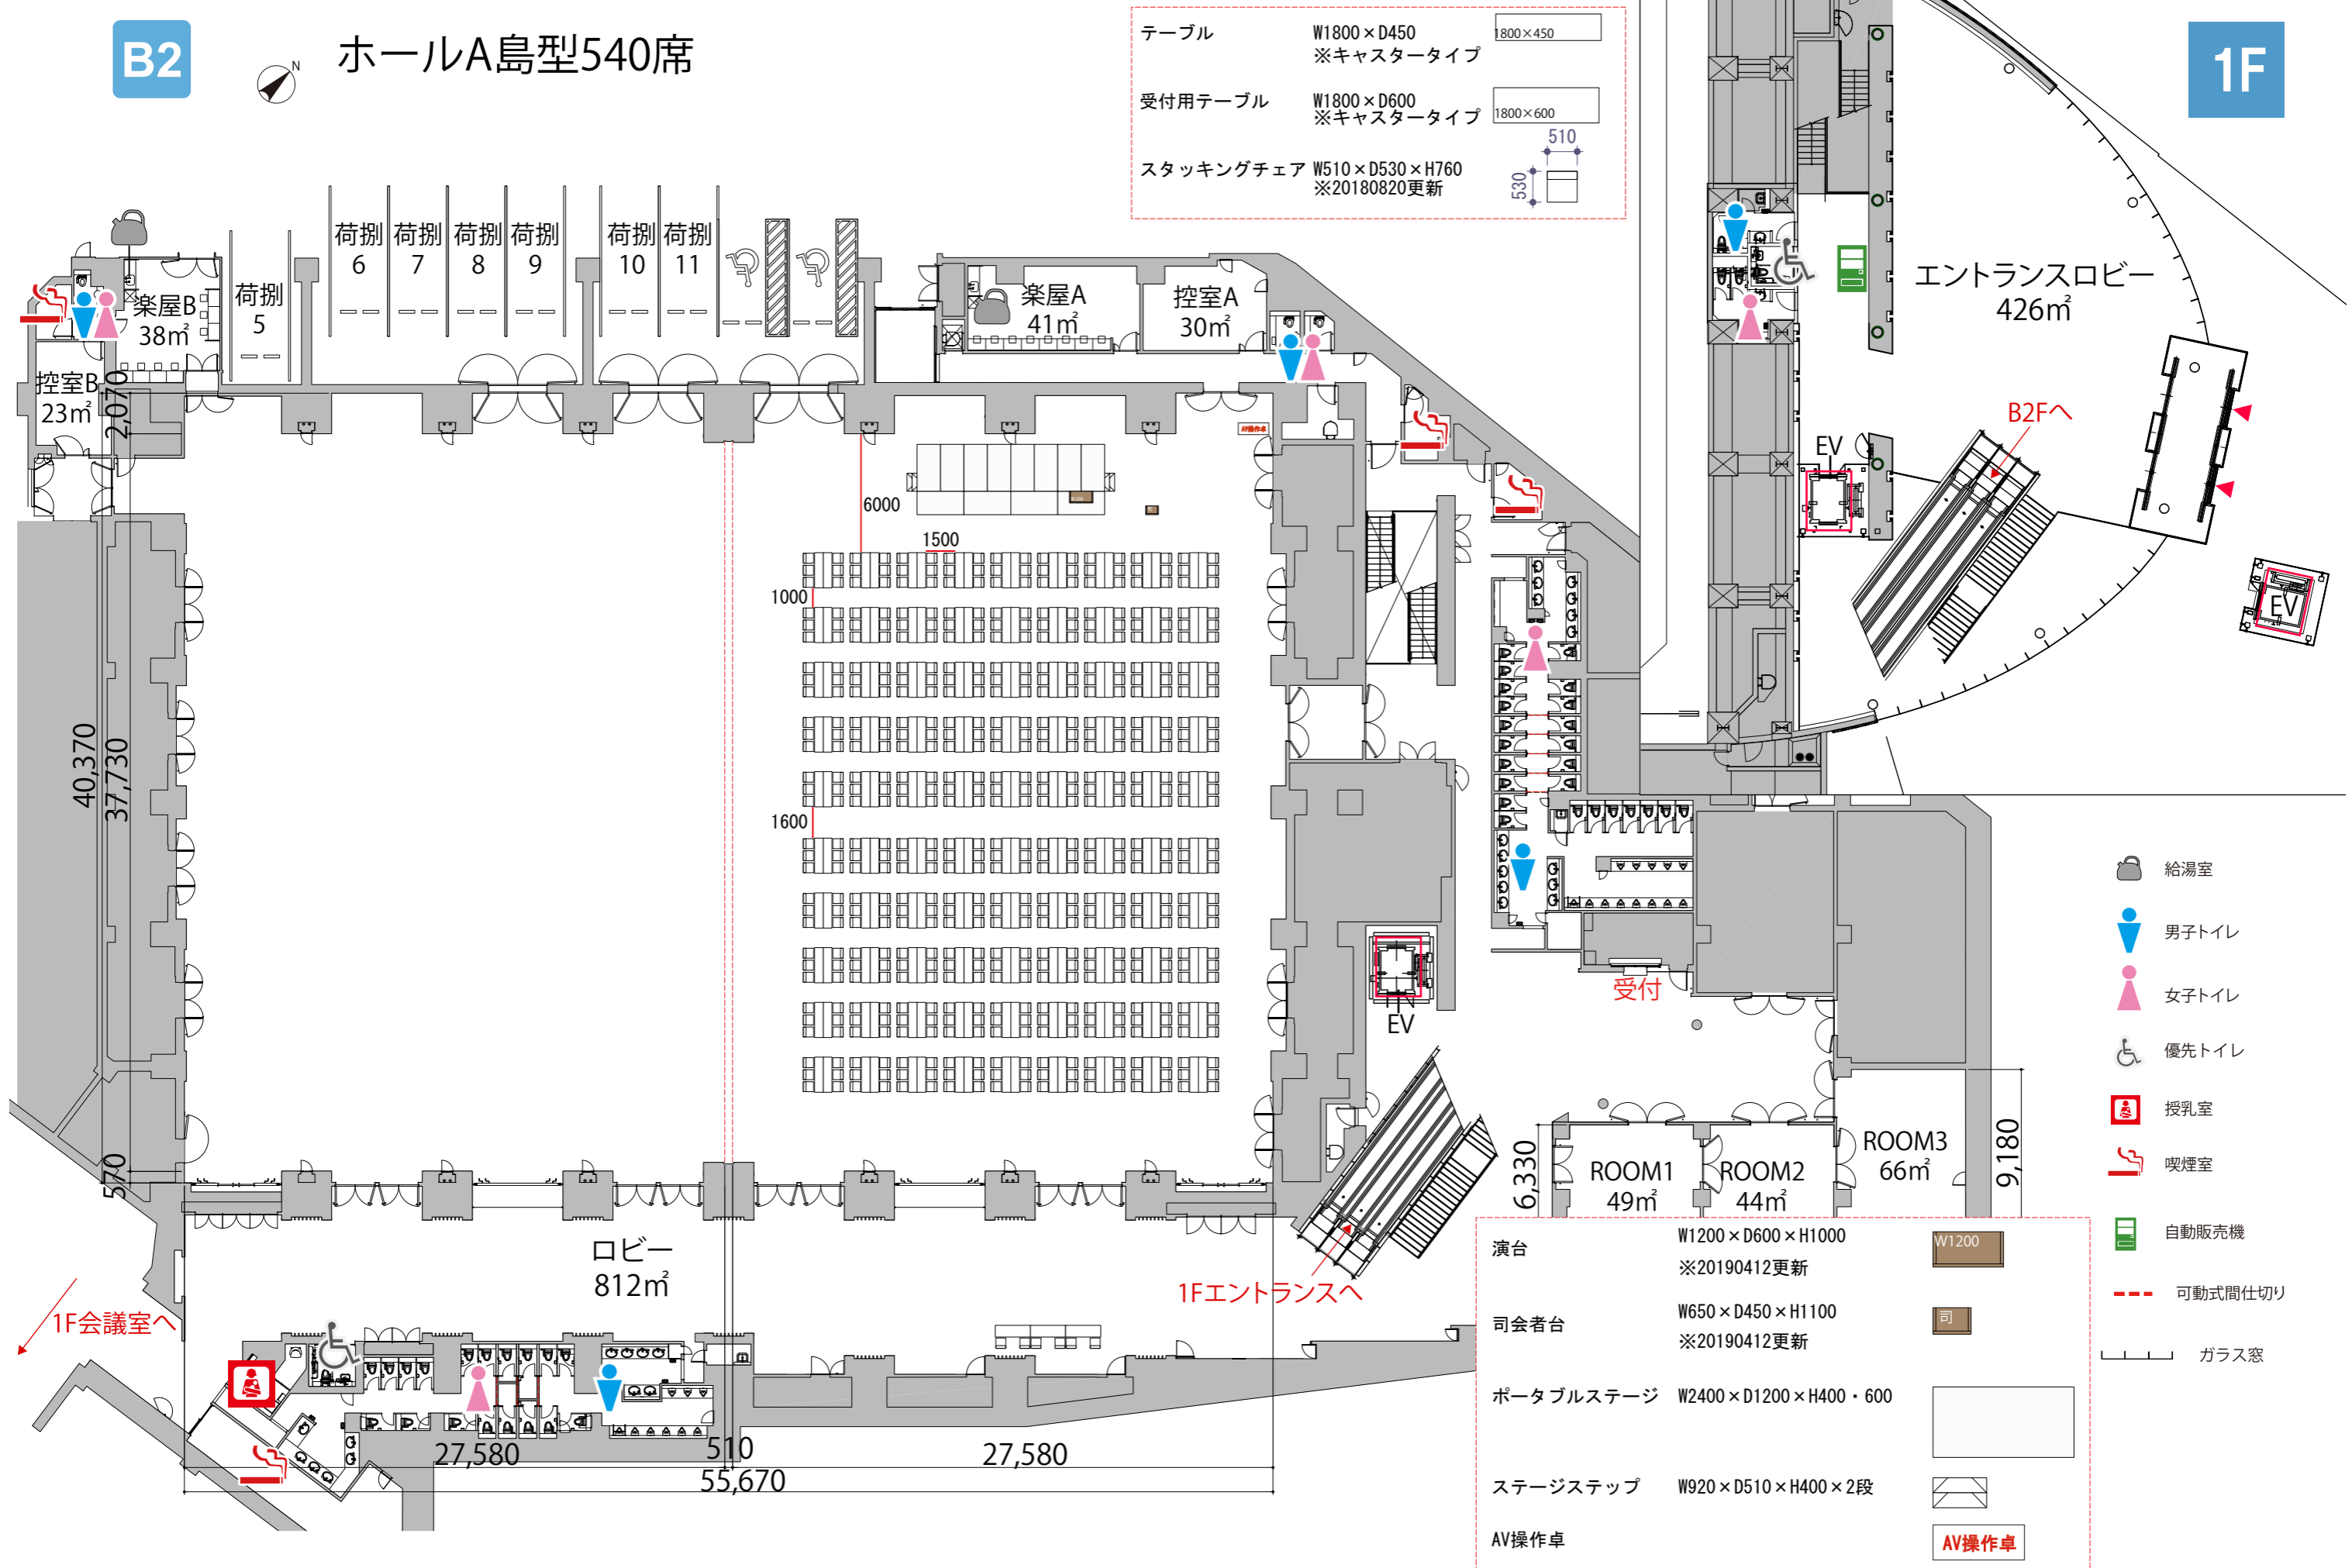 B2
ホールA島型540席
N
テーブル
W1800×D450
※キャスタータイプ
1800×450
受付用テーブル
W1800×D600
※キャスタータイプ
1800×600
スタッキングチェア
W510×D530×H760
※20180820更新
510
530
1F
荷捌
5
荷捌
6
荷捌
7
荷捌
8
荷捌
9
荷捌
10
荷捌
11
楽屋B
38㎡
控室B
23㎡
楽屋A
41㎡
控室A
30㎡
エントランスロビー
426㎡
B2Fへ
EV
EV
AV操作卓
2,070
6000
1500
1000
1600
40,370
37,730
570
EV
受付
ROOM1
49㎡
ROOM2
44㎡
ROOM3
66㎡
6,330
9,180
ロビー
812㎡
1Fエントランスへ
1F会議室へ
27,580
510
27,580
55,670
給湯室
男子トイレ
女子トイレ
優先トイレ
授乳室
喫煙室
自動販売機
可動式間仕切り
ガラス窓
演台
W1200×D600×H1000
※20190412更新
W1200
司会者台
W650×D450×H1100
※20190412更新
司
ポータブルステージ
W2400×D1200×H400・600
ステージステップ
W920×D510×H400×2段
AV操作卓
AV操作卓